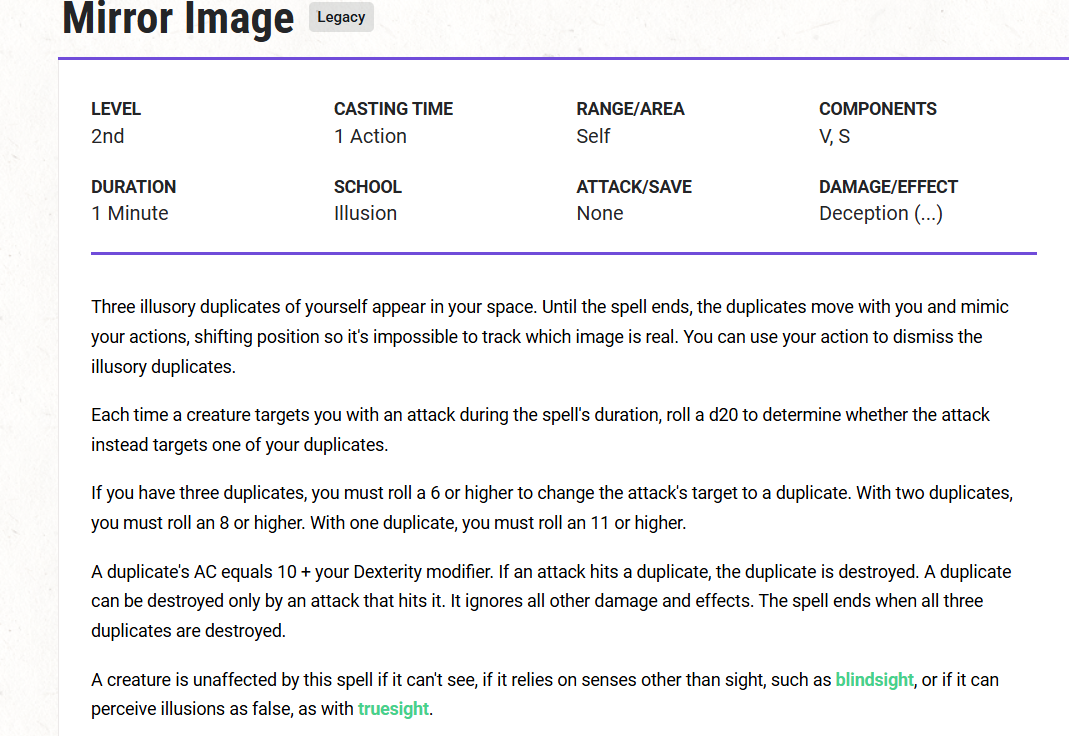 Mirror Image Legacy
LEVEL CASTING TIME RANGE/AREA COMPONENTS
2nd 1 Action Self V, S
DURATION SCHOOL ATTACK/SAVE DAMAGE/EFFECT
1 Minute Illusion None Deception (...)
Three illusory duplicates of yourself appear in your space. Until the spell ends, the duplicates move with you and mimic
your actions, shifting position so it's impossible to track which image is real. You can use your action to dismiss the
illusory duplicates.
Each time a creature targets you with an attack during the spell's duration, roll a d20 to determine whether the attack
instead targets one of your duplicates.
If you have three duplicates, you must roll a 6 or higher to change the attack's target to a duplicate. With two duplicates,
you must roll an 8 or higher. With one duplicate, you must roll an 11 or higher.
A duplicate's AC equals 10 + your Dexterity modifier. If an attack hits a duplicate, the duplicate is destroyed. A duplicate
can be destroyed only by an attack that hits it. It ignores all other damage and effects. The spell ends when all three
duplicates are destroyed.
A creature is unaffected by this spell if it can't see, if it relies on senses other than sight, such as blindsight, or if it can
perceive illusions as false, as with truesight.